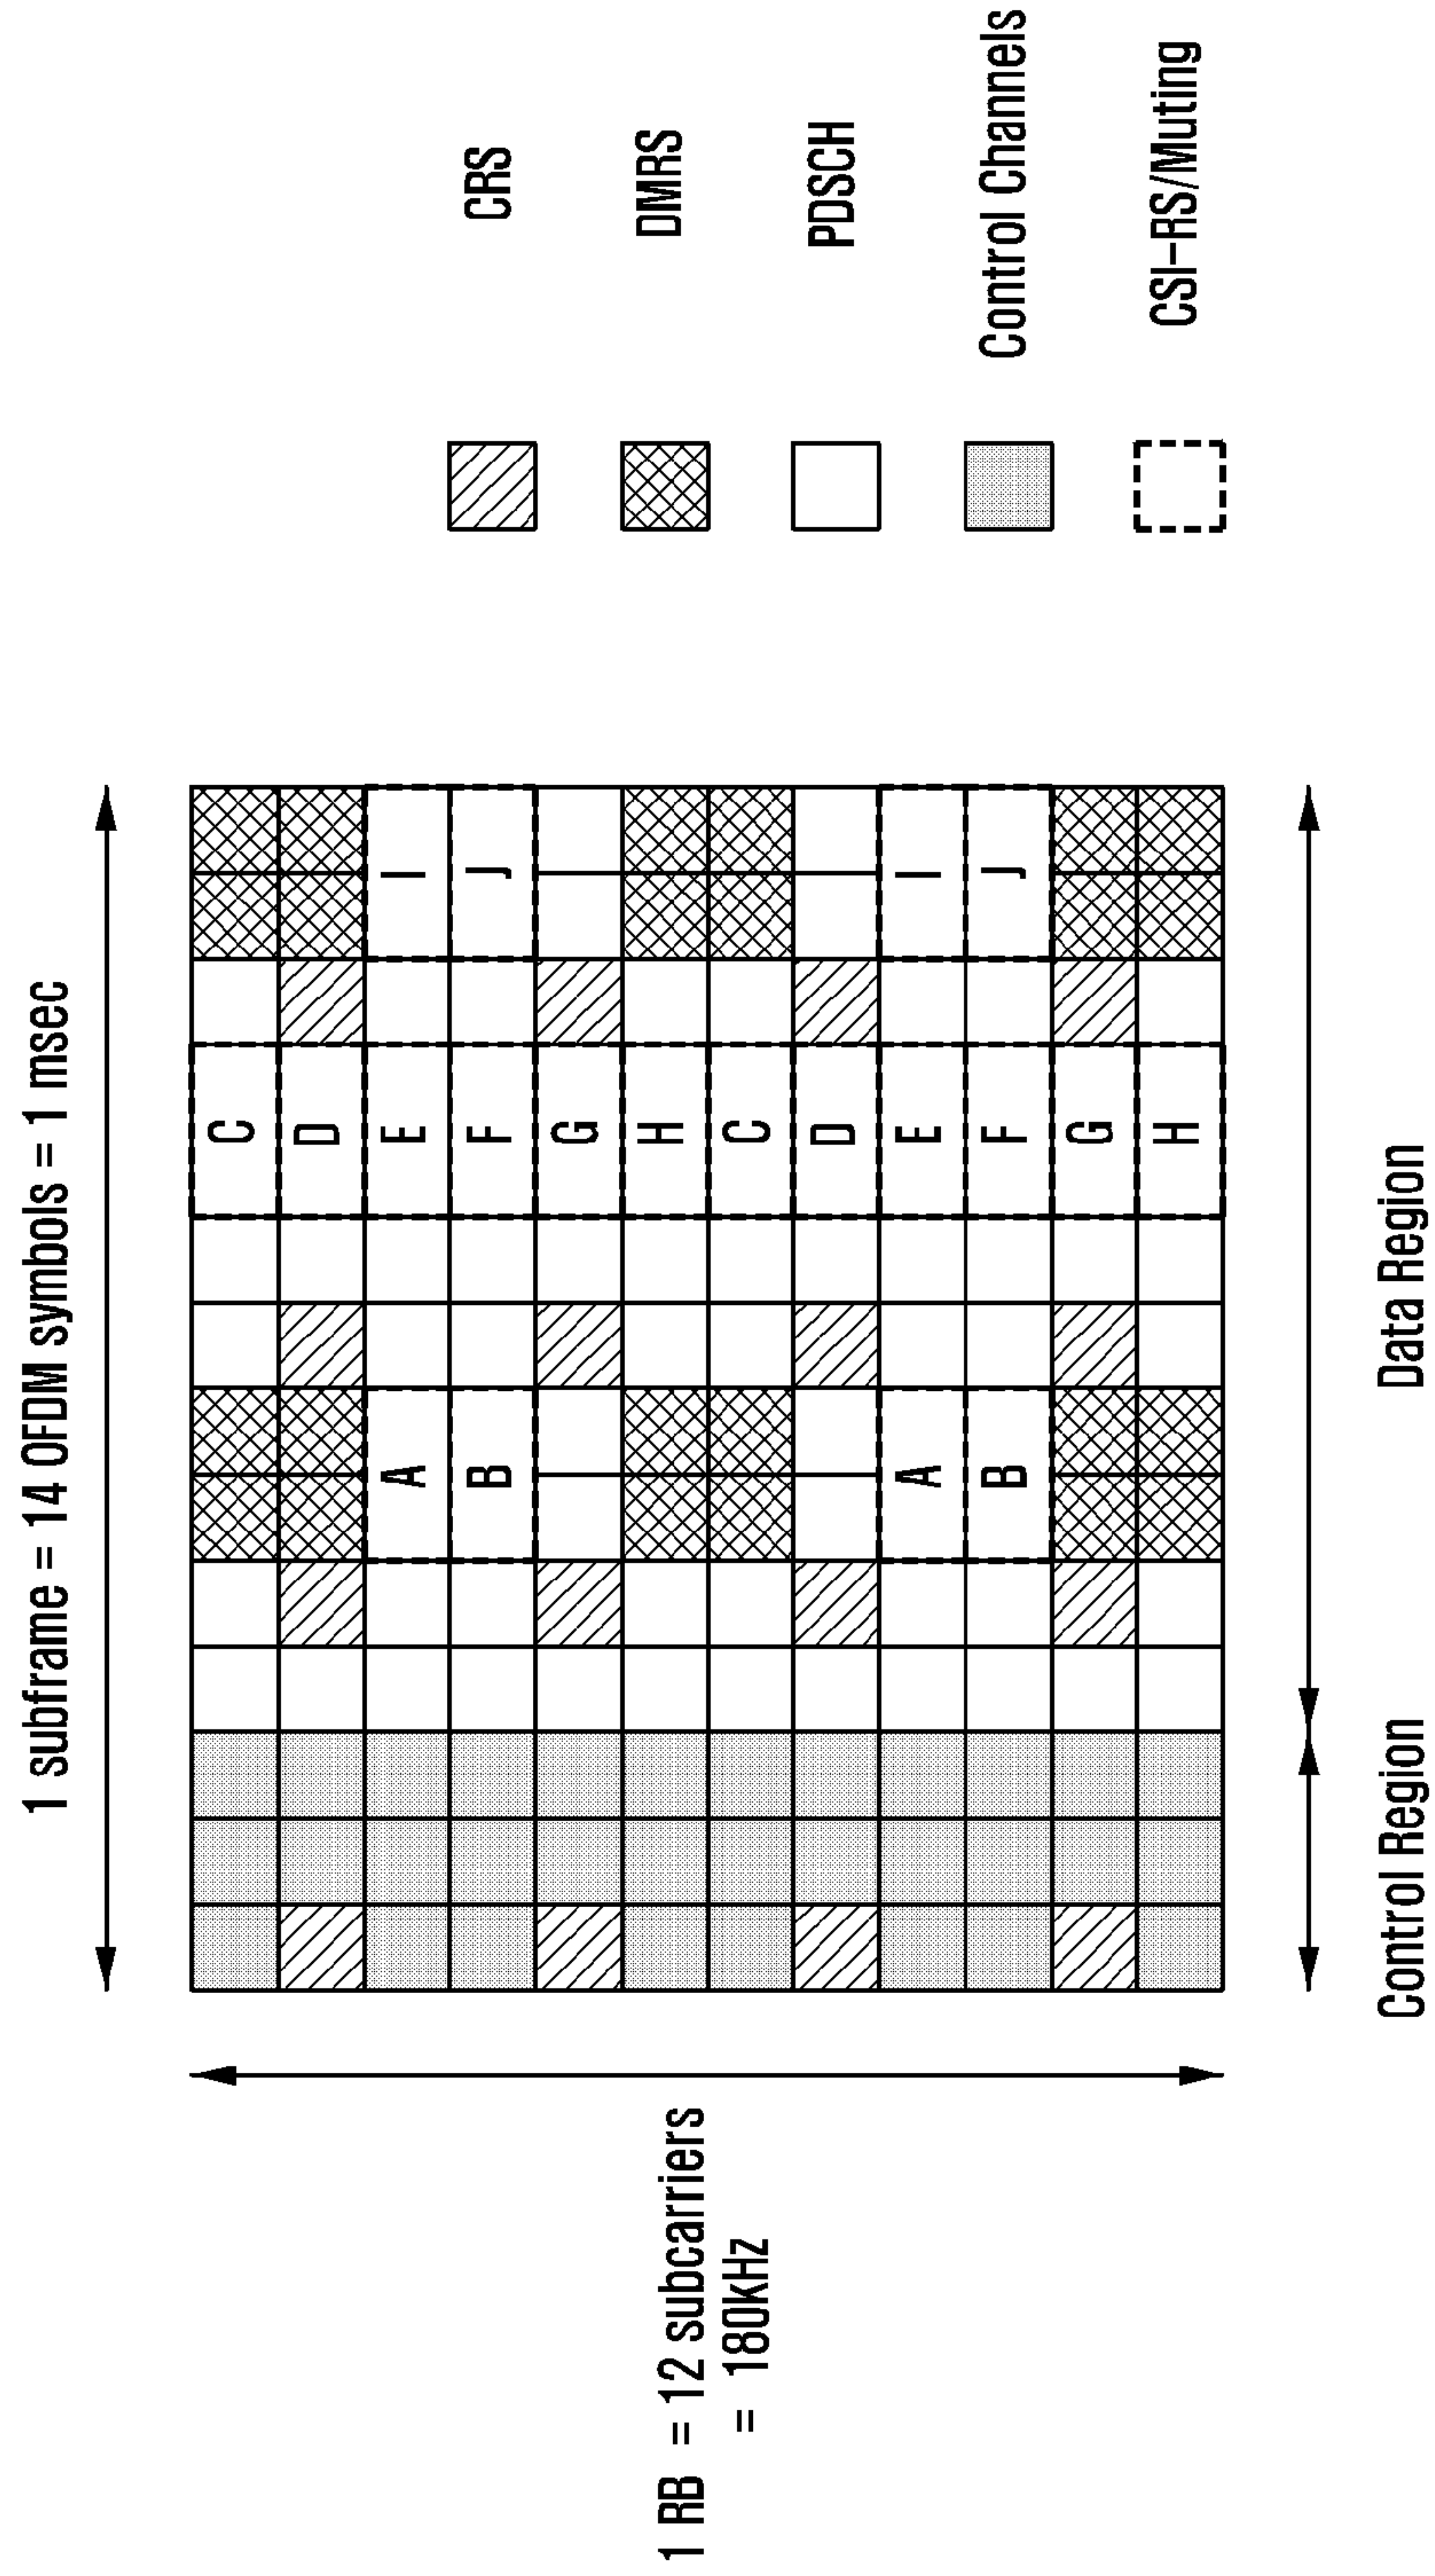 1 subframe = 14 OFDM symbols = 1 msec
1 RB = 12 subcarriers
= 180kHz
C
D
A E I
B F J
G
H
C
D
A E I
B F J
G
H
Control Region
Data Region
CRS
DMRS
PDSCH
Control Channels
CSI-RS/Muting